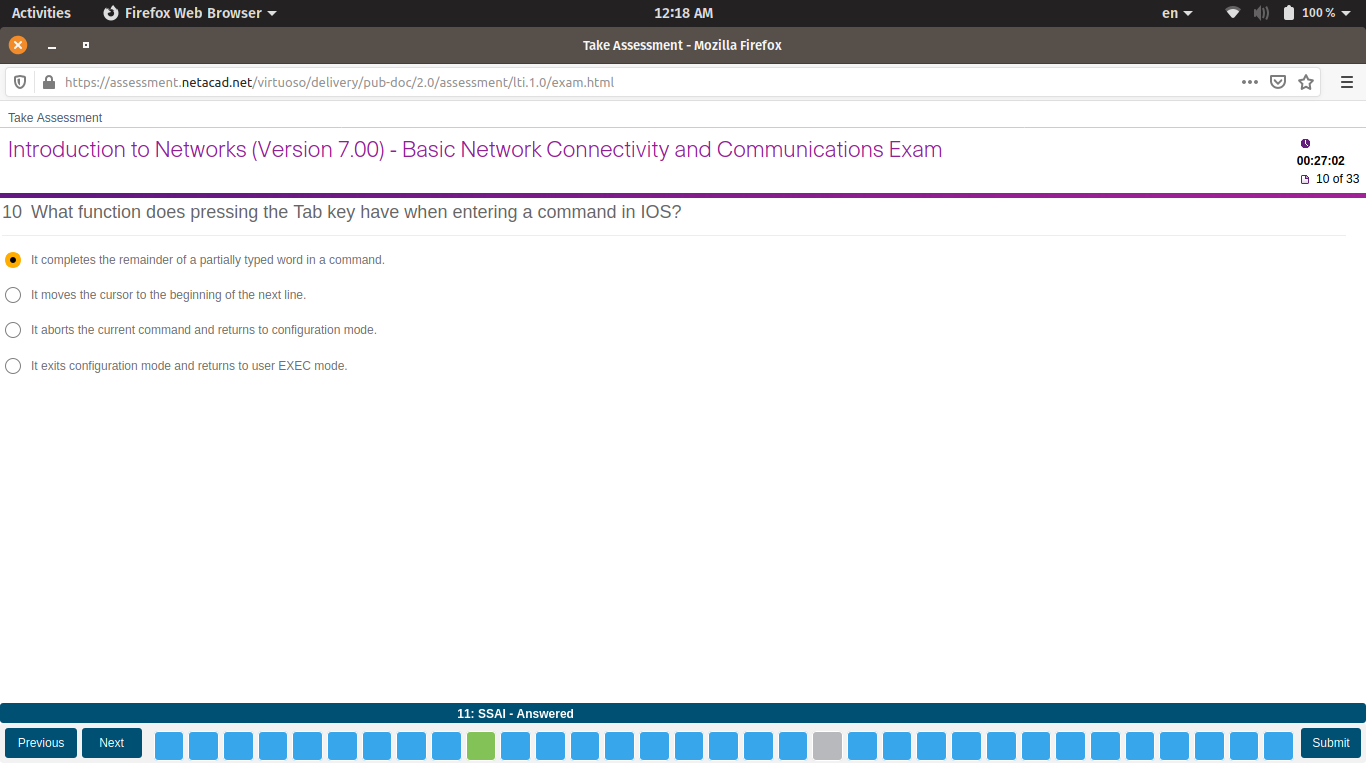 Activities Firefox Web Browser 12:18 AM en 100 %
Take Assessment - Mozilla Firefox
https://assessment.netacad.net/virtuoso/delivery/pub-doc/2.0/assessment/lti.1.0/exam.html
Take Assessment
Introduction to Networks (Version 7.00) - Basic Network Connectivity and Communications Exam
00:27:02
10 of 33
10 What function does pressing the Tab key have when entering a command in IOS?
It completes the remainder of a partially typed word in a command.
It moves the cursor to the beginning of the next line.
It aborts the current command and returns to configuration mode.
It exits configuration mode and returns to user EXEC mode.
11: SSAI - Answered
Previous Next Submit